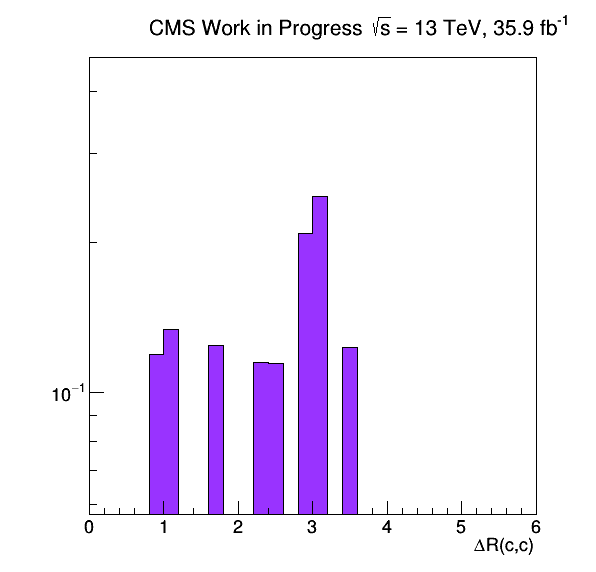 CMS Work in Progress √s = 13 TeV, 35.9 fb⁻¹
10⁻¹
0 1 2 3 4 5 6
ΔR(c,c)